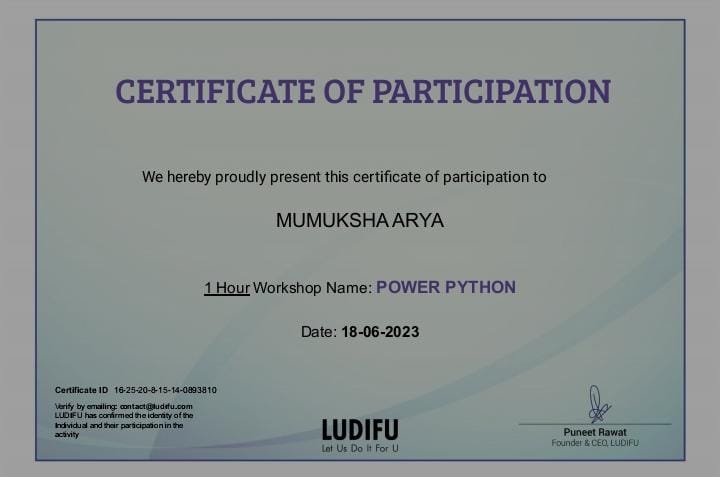 CERTIFICATE OF PARTICIPATION
We hereby proudly present this certificate of participation to
MUMUKSHA ARYA
1 Hour Workshop Name: POWER PYTHON
Date: 18-06-2023
Certificate ID 16-25-20-8-15-14-0893810
Verify by emailing: contact@ludifu.com
LUDIFU has confirmed the identity of the
Individual and their participation in the
activity
LUDIFU
Let Us Do It For U
Puneet Rawat
Founder & CEO, LUDIFU